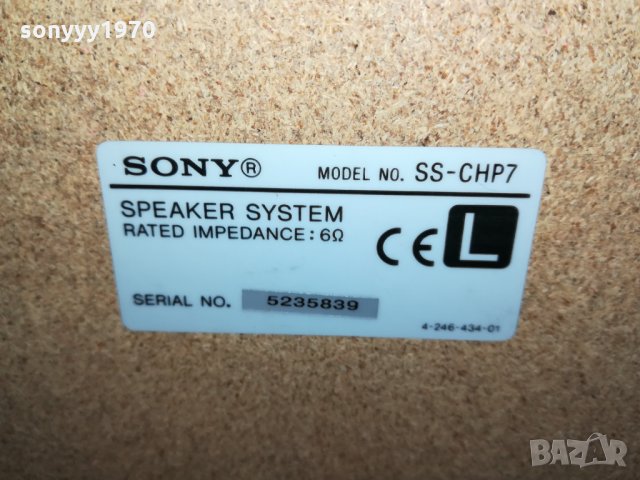 sonyyy1970
SONY® MODEL NO. SS-CHP7
SPEAKER SYSTEM
RATED IMPEDANCE: 6Ω
CE L
SERIAL NO. 5235839
4-246-434-01
BAZAR